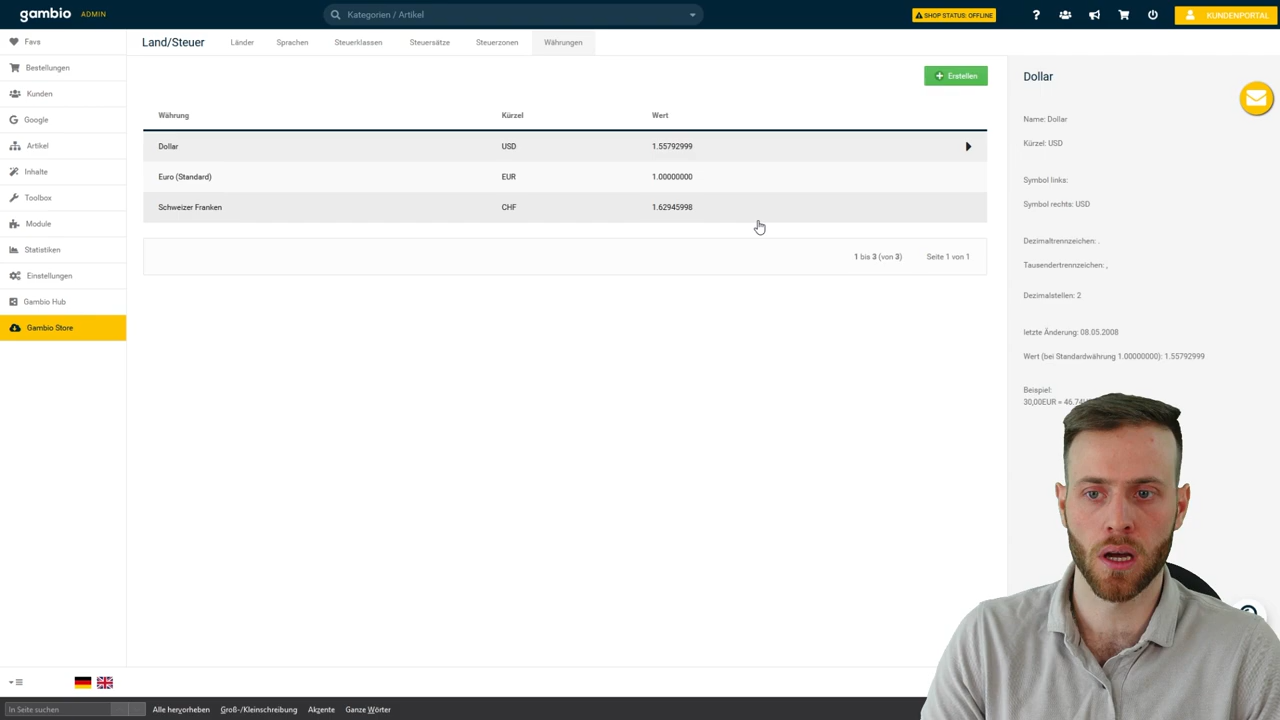 gambio ADMIN
Kategorien / Artikel
SHOP STATUS: OFFLINE
KUNDENPORTAL
Favs
Bestellungen
Kunden
Google
Artikel
Inhalte
Toolbox
Module
Statistiken
Einstellungen
Gambio Hub
Gambio Store
Land/Steuer Länder Sprachen Steuerklassen Steuersätze Steuerzonen Währungen
Erstellen
Währung Kürzel Wert
Dollar USD 1.55792999
Euro (Standard) EUR 1.00000000
Schweizer Franken CHF 1.62945998
1 bis 3 (von 3) Seite 1 von 1
Dollar
Name: Dollar
Kürzel: USD
Symbol links:
Symbol rechts: USD
Dezimaltrennzeichen: .
Tausendertrennzeichen: ,
Dezimalstellen: 2
letzte Änderung: 08.05.2008
Wert (bei Standardwährung 1.00000000): 1.55792999
Beispiel:
30,00EUR = 46.74
In Seite suchen Alle hervorheben Groß-/Kleinschreibung Akzente Ganze Wörter